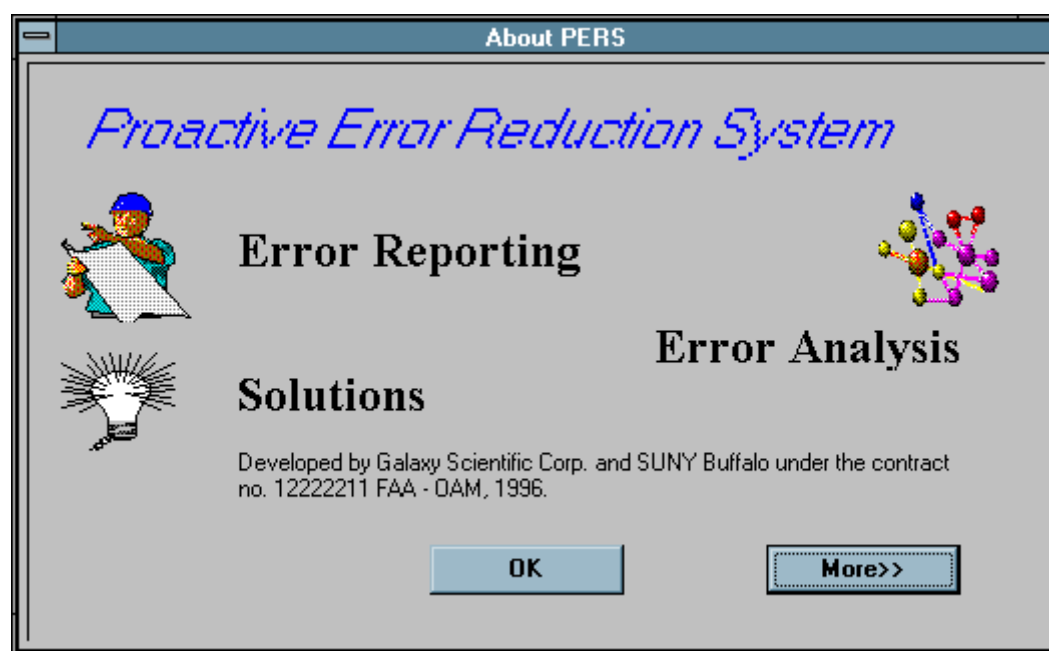 About PERS
Proactive Error Reduction System
Error Reporting
Error Analysis
Solutions
Developed by Galaxy Scientific Corp. and SUNY Buffalo under the contract
no. 12222211 FAA - OAM, 1996.
OK
More>>